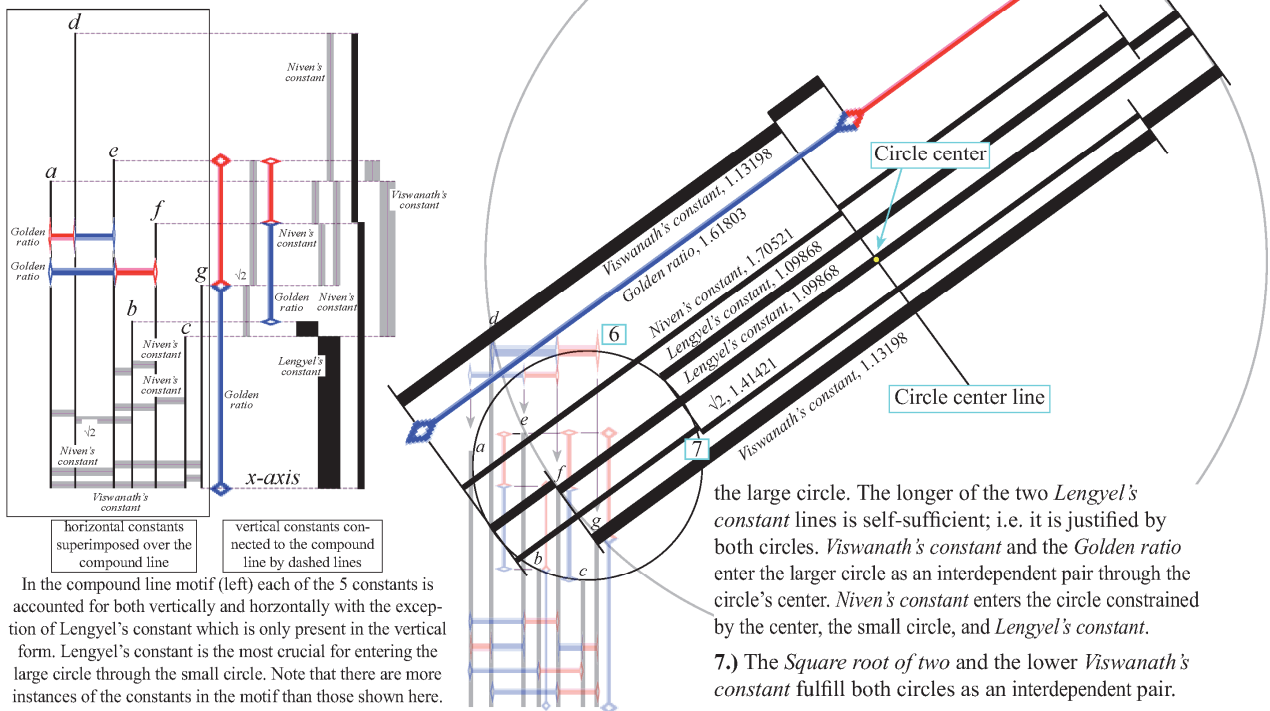 d
Niven's
constant
e
a
Viswanath's
constant
f
Golden
ratio
Niven's
constant
Golden
ratio
g
√2
Golden
ratio
Niven's
constant
b
c
Niven's
constant
Lengyel's
constant
Niven's
constant
Golden
ratio
√2
Niven's
constant
x-axis
Viswanath's
constant
horizontal constants
superimposed over the
compound line
vertical constants con-
nected to the compound
line by dashed lines
In the compound line motif (left) each of the 5 constants is
accounted for both vertically and horzontally with the excep-
tion of Lengyel's constant which is only present in the vertical
form. Lengyel's constant is the most crucial for entering the
large circle through the small circle. Note that there are more
instances of the constants in the motif than those shown here.
Circle center
Viswanath's constant, 1.13198
Golden ratio, 1.61803
Niven's constant, 1.70521
Lengyel's constant, 1.09868
Lengyel's constant, 1.09868
√2, 1.41421
Viswanath's constant, 1.13198
Circle center line
d
6
e
a
7
f
g
b
c
the large circle. The longer of the two Lengyel's
constant lines is self-sufficient; i.e. it is justified by
both circles. Viswanath's constant and the Golden ratio
enter the larger circle as an interdependent pair through the
circle's center. Niven's constant enters the circle constrained
by the center, the small circle, and Lengyel's constant.
7.) The Square root of two and the lower Viswanath's
constant fulfill both circles as an interdependent pair.